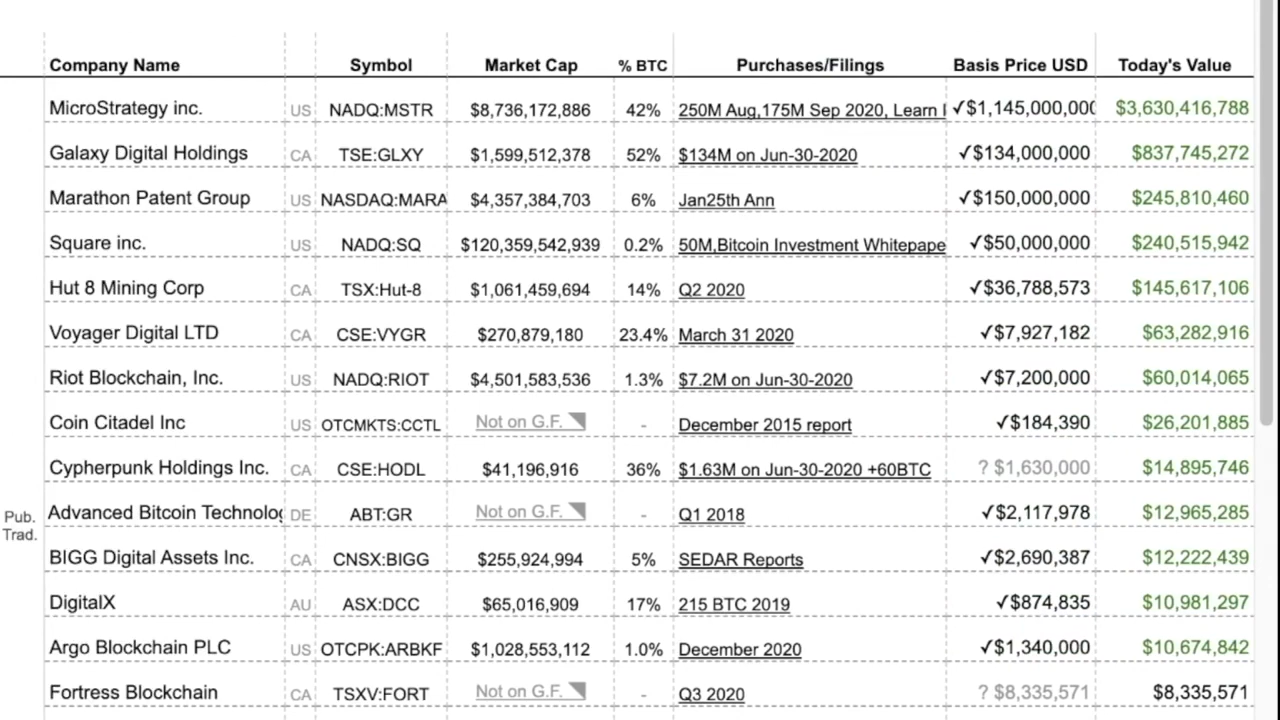 Company Name Symbol Market Cap % BTC Purchases/Filings Basis Price USD Today's Value
MicroStrategy inc. US NADQ:MSTR $8,736,172,886 42% 250M Aug,175M Sep 2020, Learn ✓$1,145,000,000 $3,630,416,788
Galaxy Digital Holdings CA TSE:GLXY $1,599,512,378 52% $134M on Jun-30-2020 ✓$134,000,000 $837,745,272
Marathon Patent Group US NASDAQ:MARA $4,357,384,703 6% Jan25th Ann ✓$150,000,000 $245,810,460
Square inc. US NADQ:SQ $120,359,542,939 0.2% 50M,Bitcoin Investment Whitepape ✓$50,000,000 $240,515,942
Hut 8 Mining Corp CA TSX:Hut-8 $1,061,459,694 14% Q2 2020 ✓$36,788,573 $145,617,106
Voyager Digital LTD CA CSE:VYGR $270,879,180 23.4% March 31 2020 ✓$7,927,182 $63,282,916
Riot Blockchain, Inc. US NADQ:RIOT $4,501,583,536 1.3% $7.2M on Jun-30-2020 ✓$7,200,000 $60,014,065
Coin Citadel Inc US OTCMKTS:CCTL Not on G.F. - December 2015 report ✓$184,390 $26,201,885
Cypherpunk Holdings Inc. CA CSE:HODL $41,196,916 36% $1.63M on Jun-30-2020 +60BTC ? $1,630,000 $14,895,746
Pub. Trad. Advanced Bitcoin Technolog DE ABT:GR Not on G.F. - Q1 2018 ✓$2,117,978 $12,965,285
BIGG Digital Assets Inc. CA CNSX:BIGG $255,924,994 5% SEDAR Reports ✓$2,690,387 $12,222,439
DigitalX AU ASX:DCC $65,016,909 17% 215 BTC 2019 ✓$874,835 $10,981,297
Argo Blockchain PLC US OTCPK:ARBKF $1,028,553,112 1.0% December 2020 ✓$1,340,000 $10,674,842
Fortress Blockchain CA TSXV:FORT Not on G.F. - Q3 2020 ? $8,335,571 $8,335,571